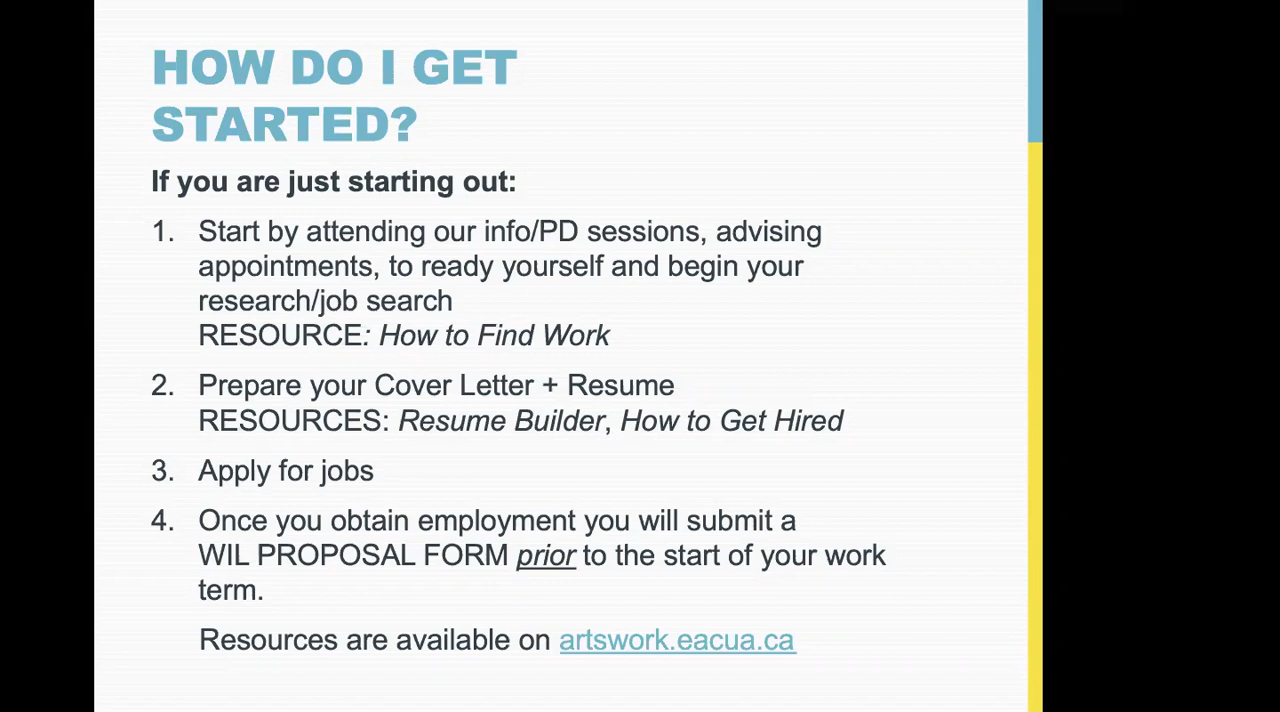 HOW DO I GET
STARTED?
If you are just starting out:
1. Start by attending our info/PD sessions, advising
appointments, to ready yourself and begin your
research/job search
RESOURCE: How to Find Work
2. Prepare your Cover Letter + Resume
RESOURCES: Resume Builder, How to Get Hired
3. Apply for jobs
4. Once you obtain employment you will submit a
WIL PROPOSAL FORM prior to the start of your work
term.
Resources are available on artswork.eacua.ca